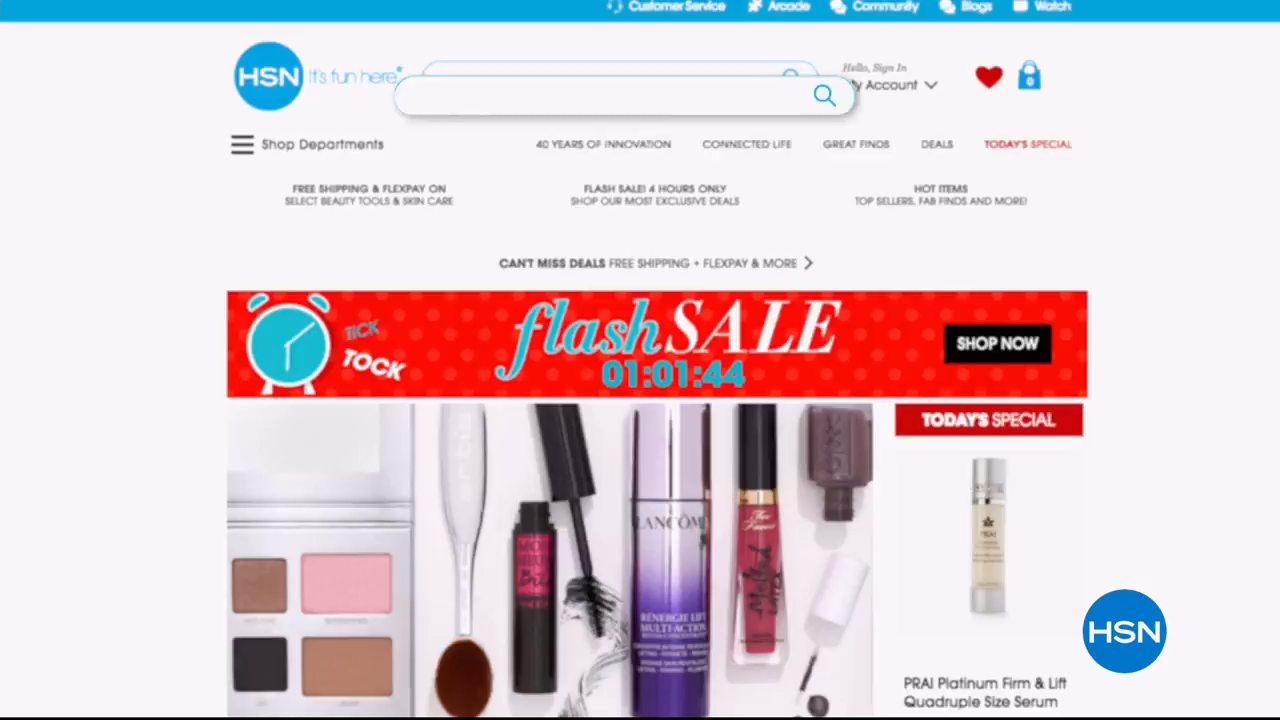 Customer Service Arcade Community Blogs Watch
HSN It's fun here.
Hello, Sign In
My Account
0
Shop Departments
40 YEARS OF INNOVATION CONNECTED LIFE GREAT FINDS DEALS TODAY'S SPECIAL
FREE SHIPPING & FLEXPAY ON
SELECT BEAUTY TOOLS & SKIN CARE
FLASH SALE! 4 HOURS ONLY
SHOP OUR MOST EXCLUSIVE DEALS
HOT ITEMS
TOP SELLERS, FAB FINDS AND MORE!
CAN'T MISS DEALS FREE SHIPPING + FLEXPAY & MORE
TICK
TOCK
flash SALE
01:01:44
SHOP NOW
TODAY'S SPECIAL
LANCÔME
RÉNERGIE LIFT
MULTI-ACTION
Too
Faced
Melted
PRAI
HSN
PRAI Platinum Firm & Lift
Quadruple Size Serum